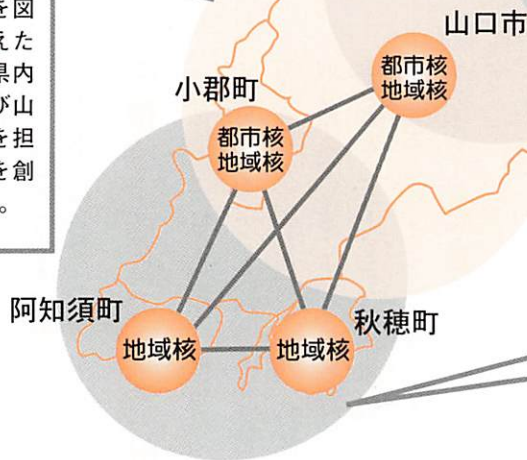 を図
えた
県内
び山
を担
を創
。
山口市
都市核
地域核
小郡町
都市核
地域核
阿知須町
地域核
秋穂町
地域核